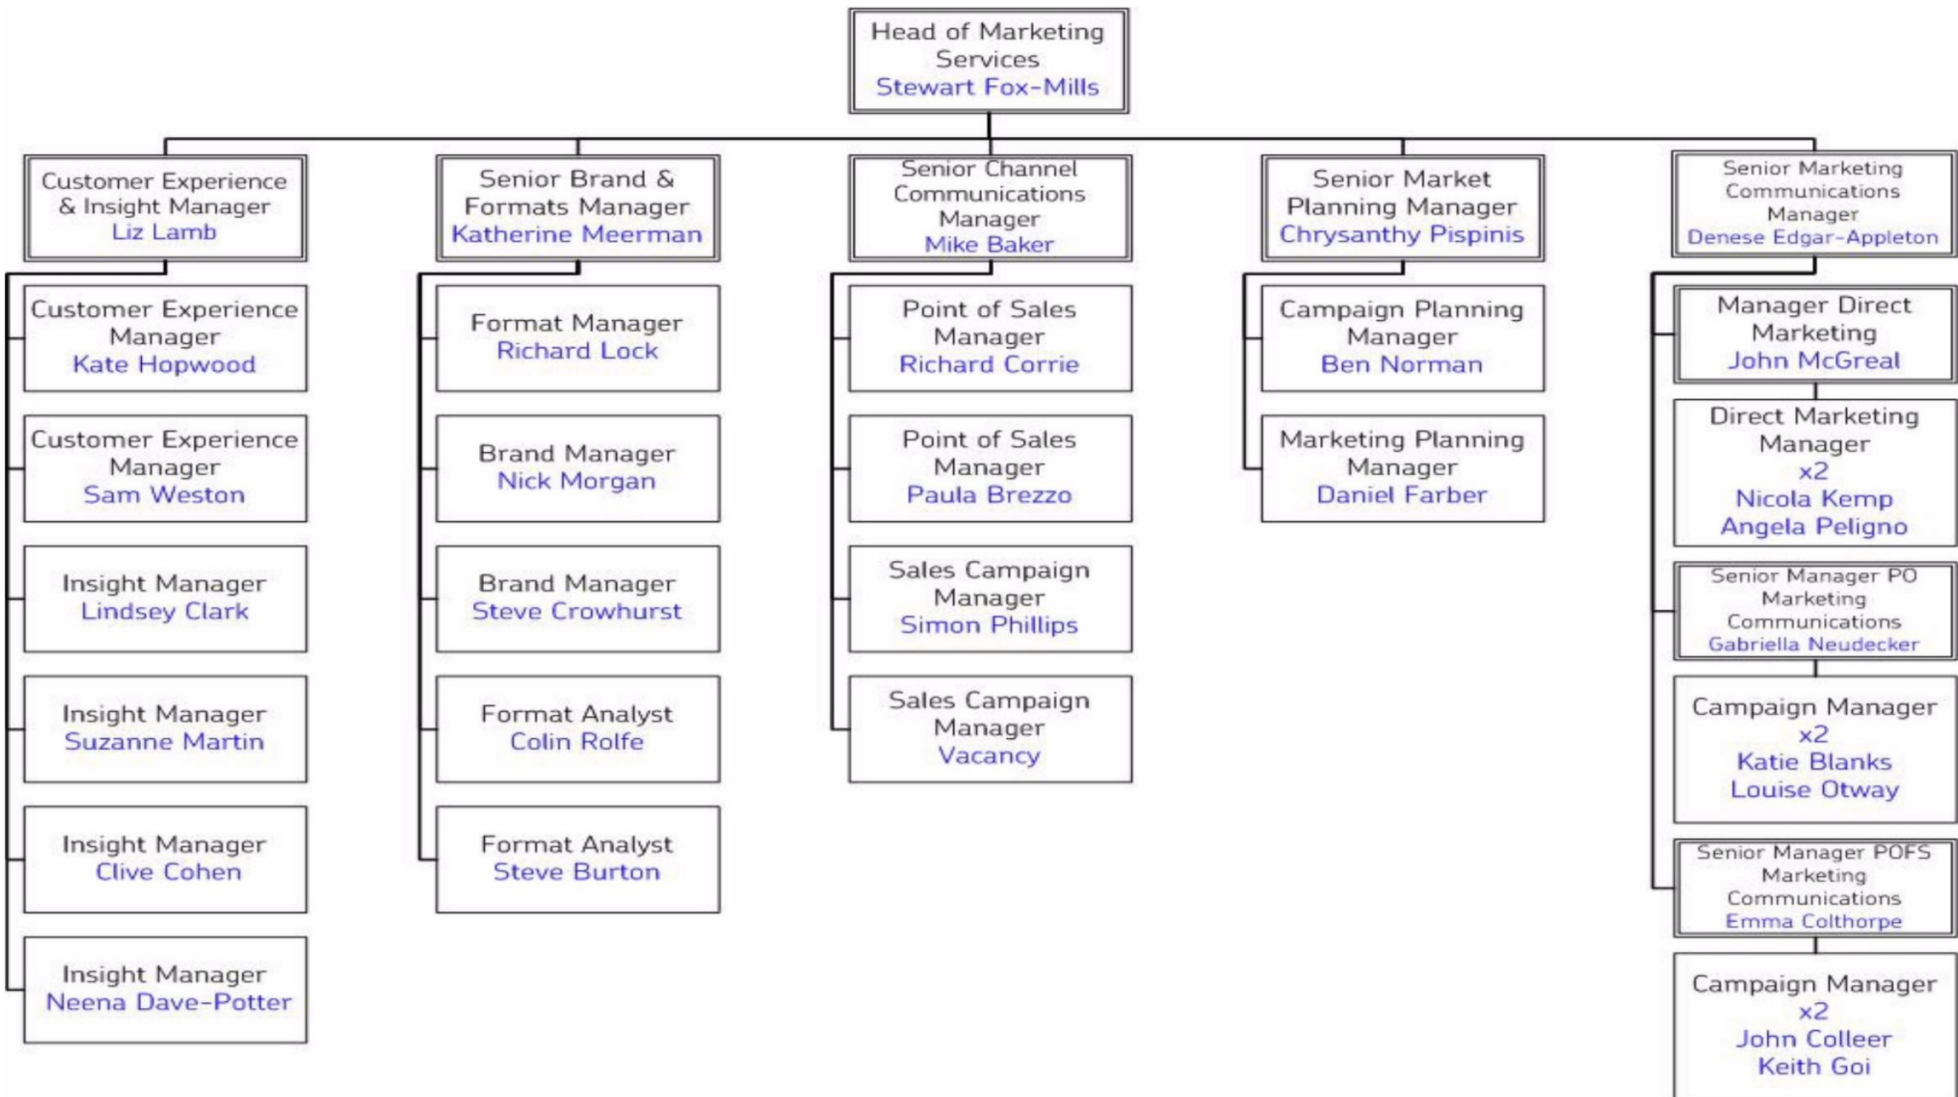 Head of Marketing
Services
Stewart Fox-Mills
Customer Experience
& Insight Manager
Liz Lamb
Customer Experience
Manager
Kate Hopwood
Customer Experience
Manager
Sam Weston
Insight Manager
Lindsey Clark
Insight Manager
Suzanne Martin
Insight Manager
Clive Cohen
Insight Manager
Neena Dave-Potter
Senior Brand &
Formats Manager
Katherine Meerman
Format Manager
Richard Lock
Brand Manager
Nick Morgan
Brand Manager
Steve Crowhurst
Format Analyst
Colin Rolfe
Format Analyst
Steve Burton
Senior Channel
Communications
Manager
Mike Baker
Point of Sales
Manager
Richard Corrie
Point of Sales
Manager
Paula Brezzo
Sales Campaign
Manager
Simon Phillips
Sales Campaign
Manager
Vacancy
Senior Market
Planning Manager
Chrysanthy Pispinis
Campaign Planning
Manager
Ben Norman
Marketing Planning
Manager
Daniel Farber
Senior Marketing
Communications
Manager
Denese Edgar-Appleton
Manager Direct
Marketing
John McGreal
Direct Marketing
Manager
x2
Nicola Kemp
Angela Peligno
Senior Manager PO
Marketing
Communications
Gabriella Neudecker
Campaign Manager
x2
Katie Blanks
Louise Otway
Senior Manager POFS
Marketing
Communications
Emma Colthorpe
Campaign Manager
x2
John Colleer
Keith Goi